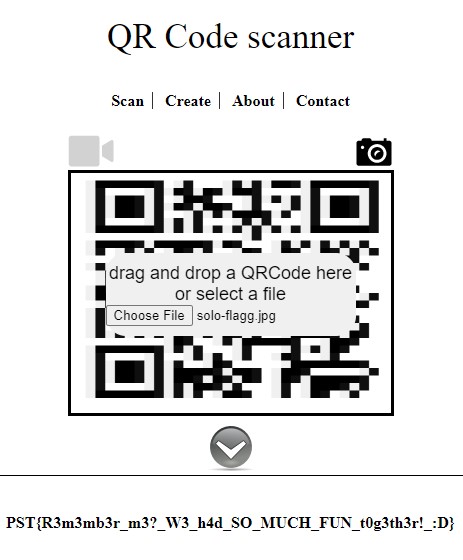 QR Code scanner
Scan | Create | About | Contact
drag and drop a QRCode here
or select a file
Choose File solo-flagg.jpg
PST{R3m3mb3r_m3?_W3_h4d_SO_MUCH_FUN_t0g3th3r!_:D}